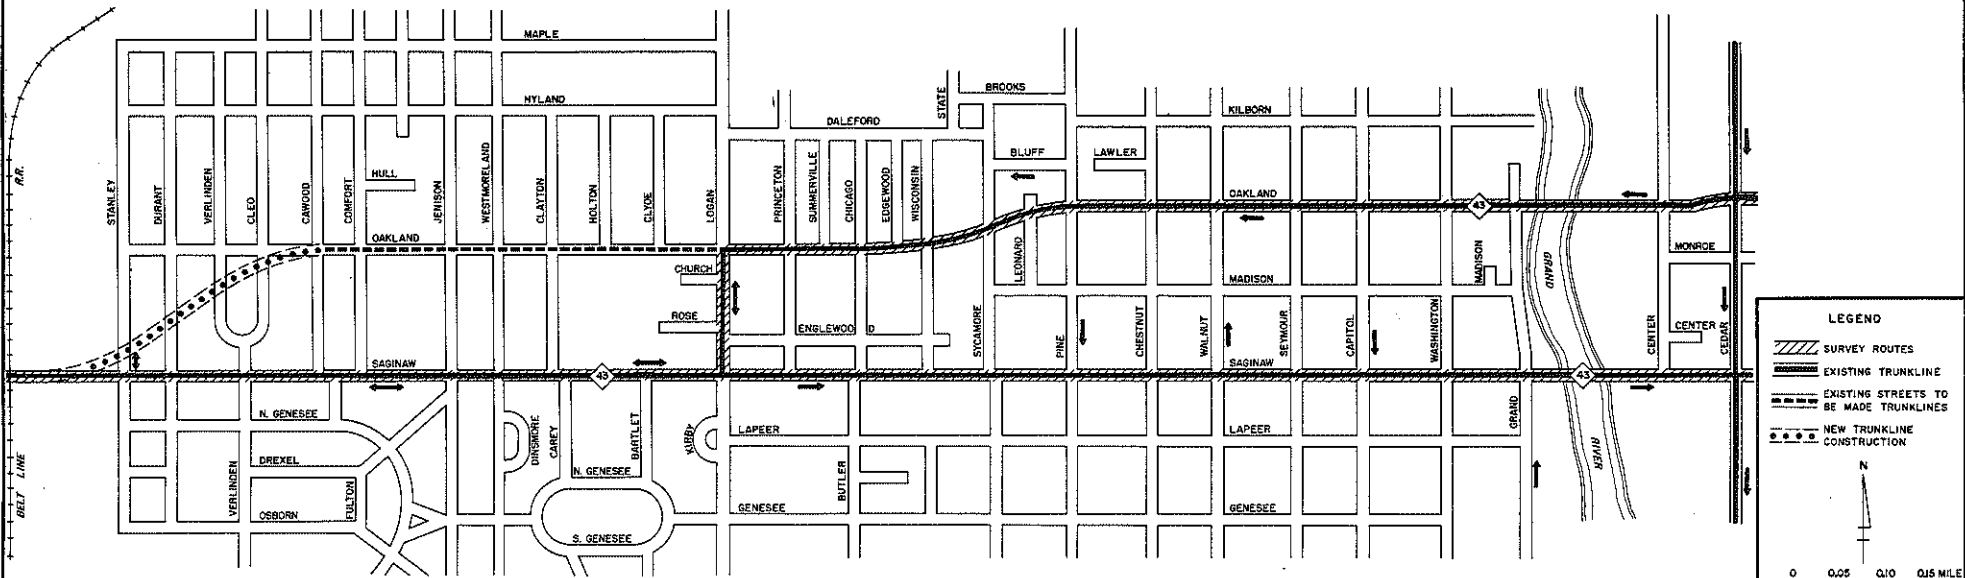 MAPLE
HYLAND
STATE
BROOKS
DALEFORD
KILBORN
BLUFF
LAWLER
HULL
R.R.
STANLEY
DURANT
VERLINDEN
CLEO
CAWOOD
COMFORT
JENISON
WESTMORELAND
CLAYTON
HOLTON
CLYDE
LOGAN
PRINCETON
SUMMERVILLE
CHICAGO
EDGEWOOD
WISCONSIN
OAKLAND
43
OAKLAND
CHURCH
LEONARD
MADISON
MADISON
GRAND
MONROE
ROSE
ENGLEWOOD
SYCAMORE
PINE
CHESTNUT
WALNUT
SEYMOUR
CAPITOL
WASHINGTON
CENTER
CENTER
CEDAR
SAGINAW
43
SAGINAW
43
N. GENESEE
DINSMORE
CAREY
BARTLET
KIRBY
LAPEER
LAPEER
GRAND
RIVER
DREXEL
N. GENESEE
BUTLER
BELT LINE
VERLINDEN
OSBORN
FULTON
GENESEE
GENESEE
S. GENESEE
LEGEND
SURVEY ROUTES
EXISTING TRUNKLINE
EXISTING STREETS TO
BE MADE TRUNKLINES
NEW TRUNKLINE
CONSTRUCTION
N
0 0.05 0.10 0.15 MILE